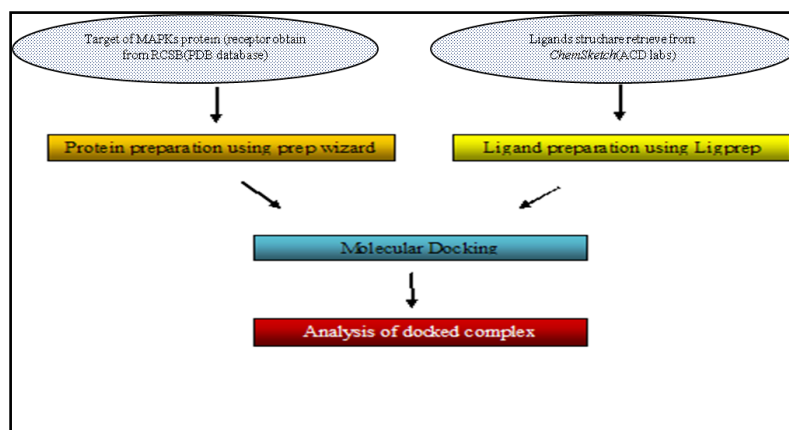 Target of MAPKs protein (receptor obtain
from RCSB(PDB database)
Ligands struchare retrieve from
ChemSketch(ACD labs)
Protein preparation using prep wizard
Ligand preparation using Ligprep
Molecular Docking
Analysis of docked complex